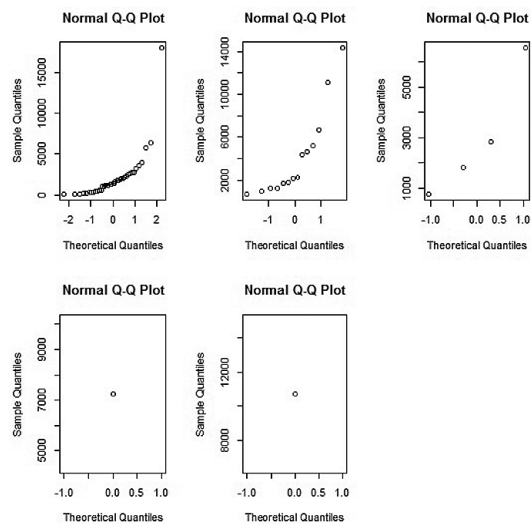 Normal Q-Q Plot
Sample Quantiles
0
5000
10000
15000
-2
-1
0
1
2
Theoretical Quantiles
Normal Q-Q Plot
Sample Quantiles
2000
6000
10000
14000
-1
0
1
Theoretical Quantiles
Normal Q-Q Plot
Sample Quantiles
1000
3000
5000
-1.0
0.0
0.5
1.0
Theoretical Quantiles
Normal Q-Q Plot
Sample Quantiles
5000
7000
9000
-1.0
0.0
0.5
1.0
Theoretical Quantiles
Normal Q-Q Plot
Sample Quantiles
8000
12000
-1.0
0.0
0.5
1.0
Theoretical Quantiles